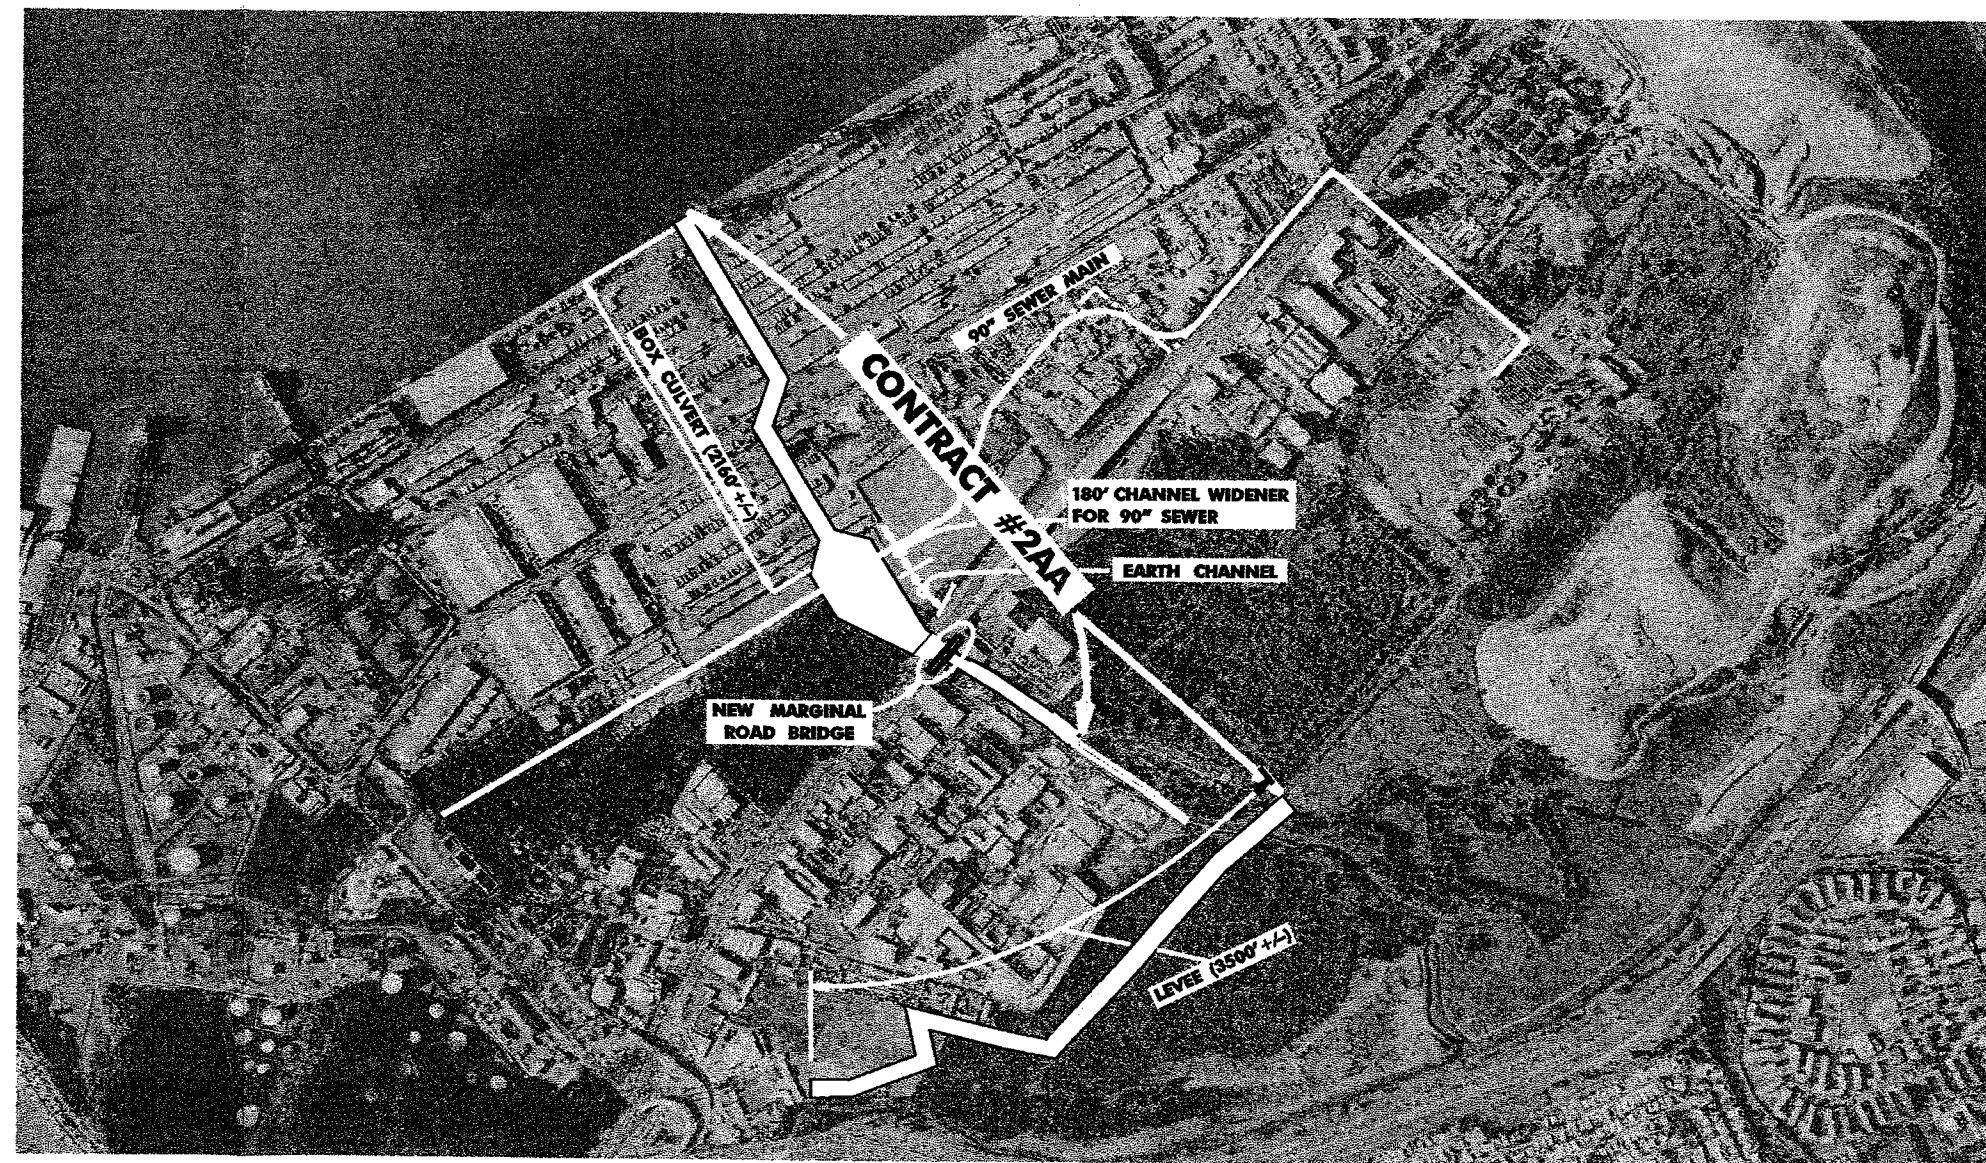 90" SEWER MAIN
BOX CULVERT (2160' +/-)
CONTRACT #2AA
180' CHANNEL WIDENER
FOR 90" SEWER
EARTH CHANNEL
NEW MARGINAL
ROAD BRIDGE
LEVEE (3500' +/-)